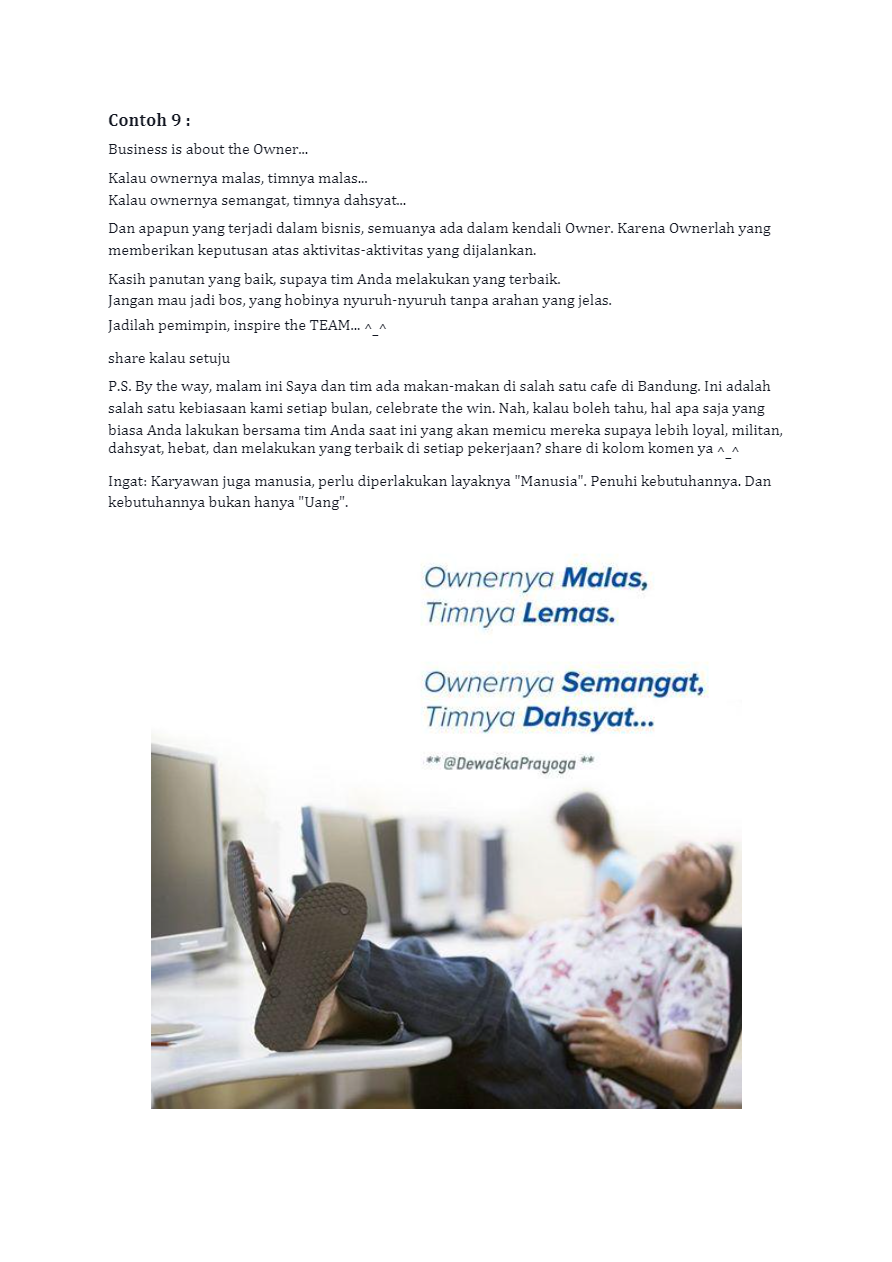 Contoh 9 :
Business is about the Owner...
Kalau ownernya malas, timnya malas...
Kalau ownernya semangat, timnya dahsyat...
Dan apapun yang terjadi dalam bisnis, semuanya ada dalam kendali Owner. Karena Ownerlah yang
memberikan keputusan atas aktivitas-aktivitas yang dijalankan.
Kasih panutan yang baik, supaya tim Anda melakukan yang terbaik.
Jangan mau jadi bos, yang hobinya nyuruh-nyuruh tanpa arahan yang jelas.
Jadilah pemimpin, inspire the TEAM... ^_^
share kalau setuju
P.S. By the way, malam ini Saya dan tim ada makan-makan di salah satu cafe di Bandung. Ini adalah
salah satu kebiasaan kami setiap bulan, celebrate the win. Nah, kalau boleh tahu, hal apa saja yang
biasa Anda lakukan bersama tim Anda saat ini yang akan memicu mereka supaya lebih loyal, militan,
dahsyat, hebat, dan melakukan yang terbaik di setiap pekerjaan? share di kolom komen ya ^_^
Ingat: Karyawan juga manusia, perlu diperlakukan layaknya "Manusia". Penuhi kebutuhannya. Dan
kebutuhannya bukan hanya "Uang".
Ownernya Malas,
Timnya Lemas.
Ownernya Semangat,
Timnya Dahsyat...
** @DewaEkaPrayoga **